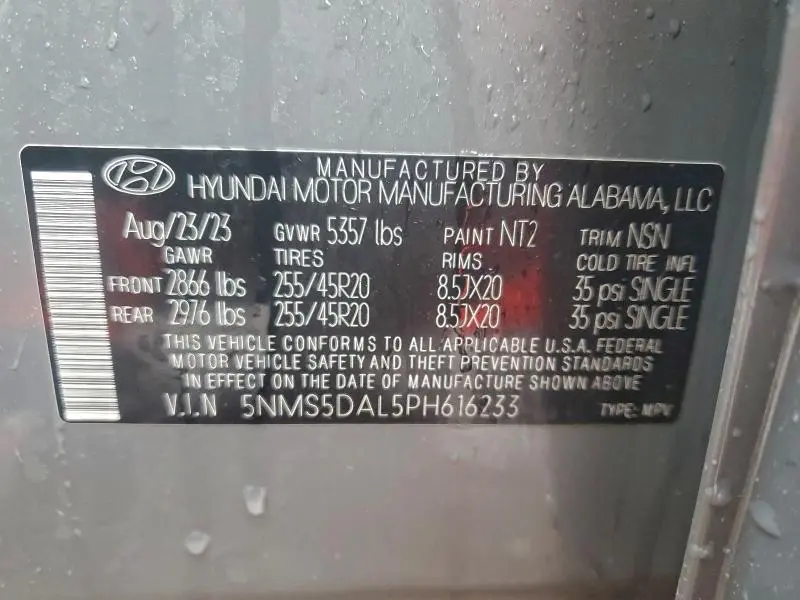 MANUFACTURED BY
HYUNDAI MOTOR MANUFACTURING ALABAMA, LLC
Aug/23/23 GVWR 5357 lbs PAINT NT2 TRIM NSN
GAWR TIRES RIMS COLD TIRE INFL
FRONT 2866 lbs 255/45R20 8.5JX20 35 psi SINGLE
REAR 2976 lbs 255/45R20 8.5JX20 35 psi SINGLE
THIS VEHICLE CONFORMS TO ALL APPLICABLE U.S.A. FEDERAL
MOTOR VEHICLE SAFETY AND THEFT PREVENTION STANDARDS
IN EFFECT ON THE DATE OF MANUFACTURE SHOWN ABOVE
V.I.N 5NMS5DAL5PH616233 TYPE: MPV